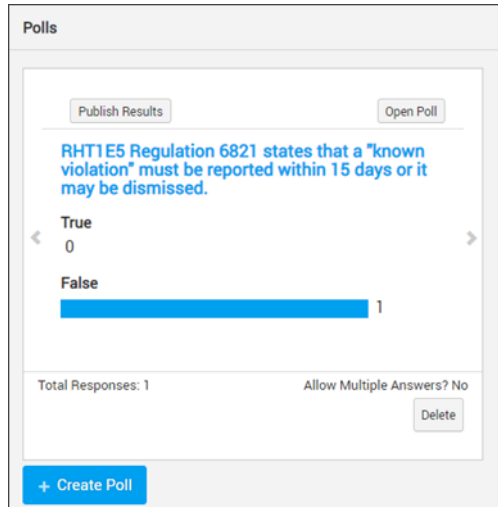 Polls
Publish Results
Open Poll
RHT1E5 Regulation 6821 states that a "known
violation" must be reported within 15 days or it
may be dismissed.
True
0
False
1
Total Responses: 1
Allow Multiple Answers? No
Delete
+ Create Poll